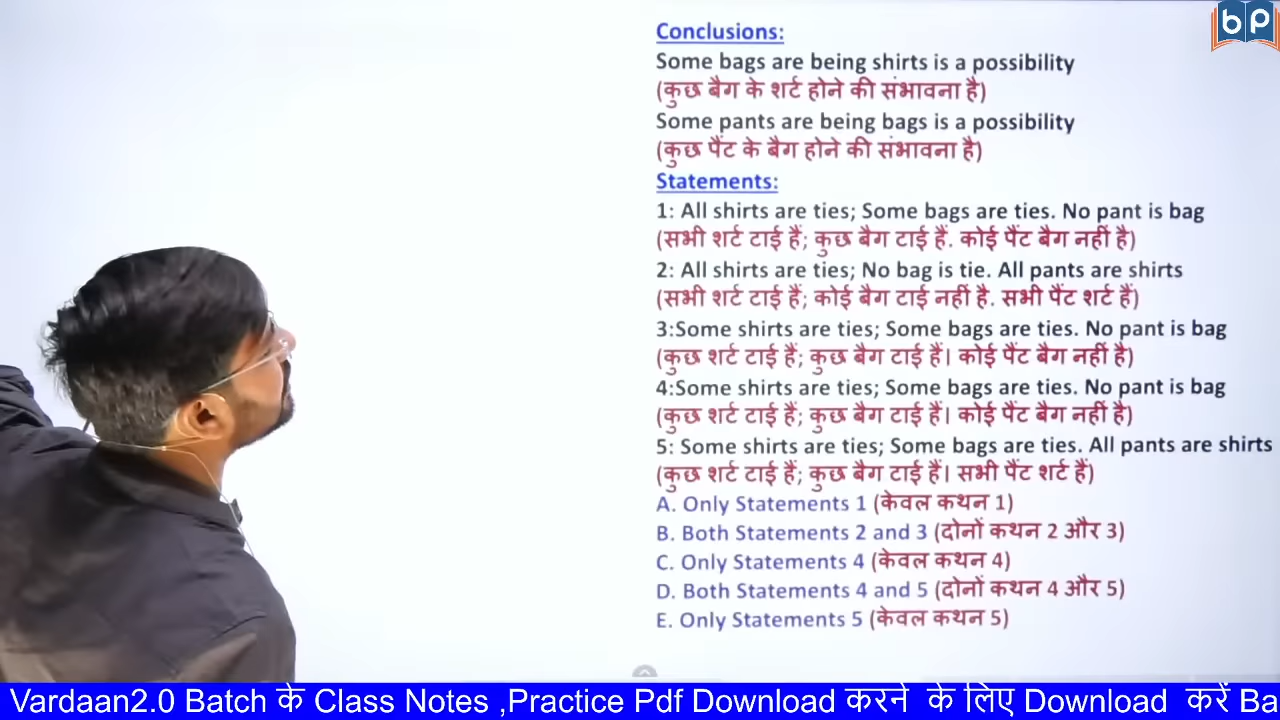 bp
Conclusions:
Some bags are being shirts is a possibility
(कुछ बैग के शर्ट होने की संभावना है)
Some pants are being bags is a possibility
(कुछ पैंट के बैग होने की संभावना है)
Statements:
1: All shirts are ties; Some bags are ties. No pant is bag
(सभी शर्ट टाई हैं; कुछ बैग टाई हैं. कोई पैंट बैग नहीं है)
2: All shirts are ties; No bag is tie. All pants are shirts
(सभी शर्ट टाई हैं; कोई बैग टाई नहीं है. सभी पैंट शर्ट हैं)
3:Some shirts are ties; Some bags are ties. No pant is bag
(कुछ शर्ट टाई हैं; कुछ बैग टाई हैं। कोई पैंट बैग नहीं है)
4:Some shirts are ties; Some bags are ties. No pant is bag
(कुछ शर्ट टाई हैं; कुछ बैग टाई हैं। कोई पैंट बैग नहीं है)
5: Some shirts are ties; Some bags are ties. All pants are shirts
(कुछ शर्ट टाई हैं; कुछ बैग टाई हैं। सभी पैंट शर्ट हैं)
A. Only Statements 1 (केवल कथन 1)
B. Both Statements 2 and 3 (दोनों कथन 2 और 3)
C. Only Statements 4 (केवल कथन 4)
D. Both Statements 4 and 5 (दोनों कथन 4 और 5)
E. Only Statements 5 (केवल कथन 5)
Vardaan2.0 Batch के Class Notes ,Practice Pdf Download करने के लिए Download करें Ba